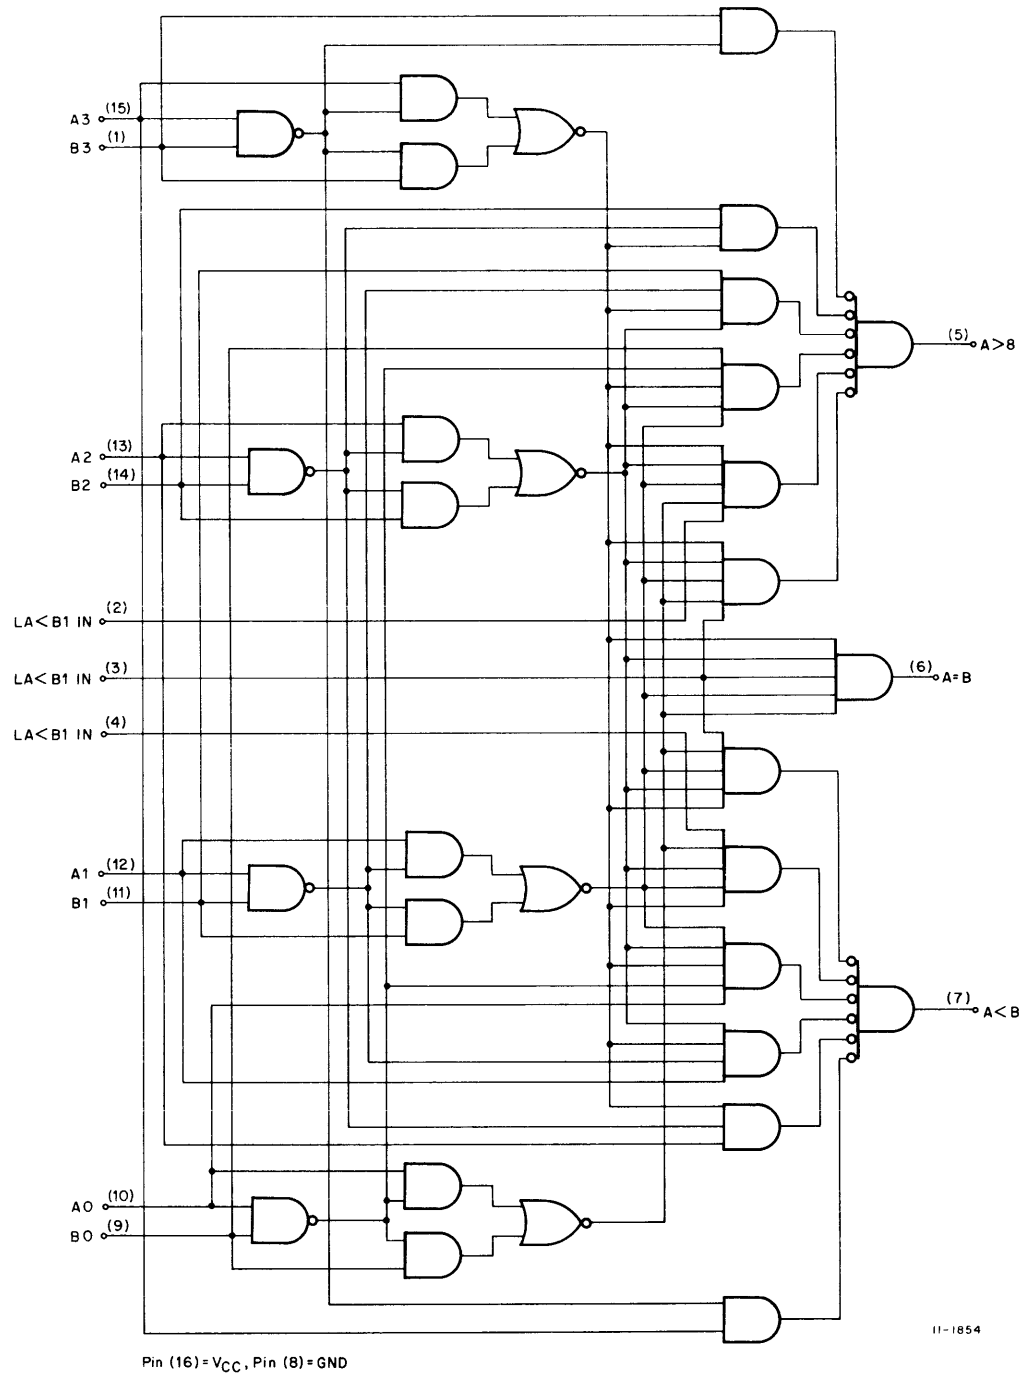 A3 (15)
B3 (1)
(5) A>8
A2 (13)
B2 (14)
LA<B1 IN (2)
LA<B1 IN (3)
(6) A=B
LA<B1 IN (4)
A1 (12)
B1 (11)
(7) A<B
A0 (10)
B0 (9)
11-1854
Pin (16)=VCC, Pin (8)=GND